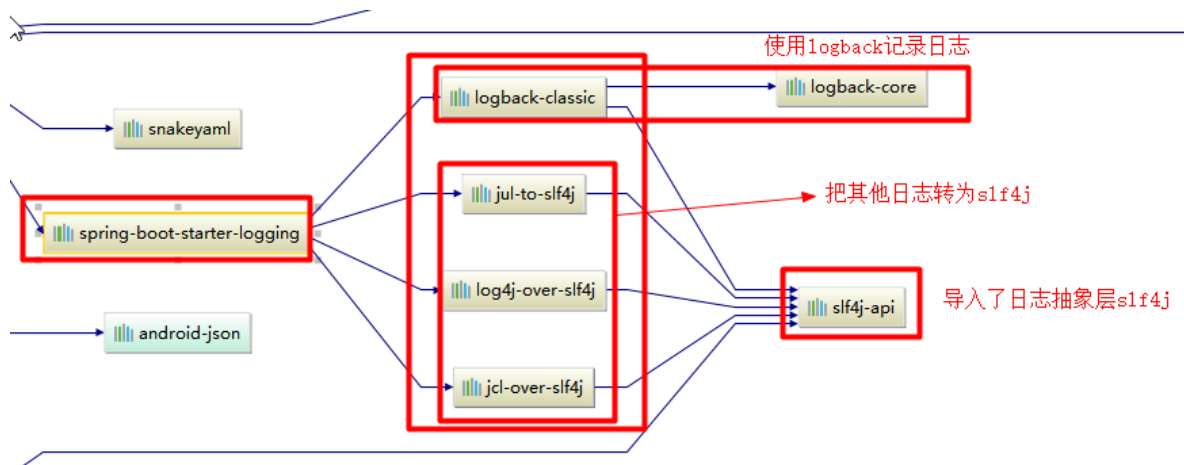 使用logback记录日志
logback-classic
logback-core
snakeyaml
jul-to-slf4j
把其他日志转为slf4j
spring-boot-starter-logging
log4j-over-slf4j
slf4j-api
导入了日志抽象层slf4j
android-json
jcl-over-slf4j